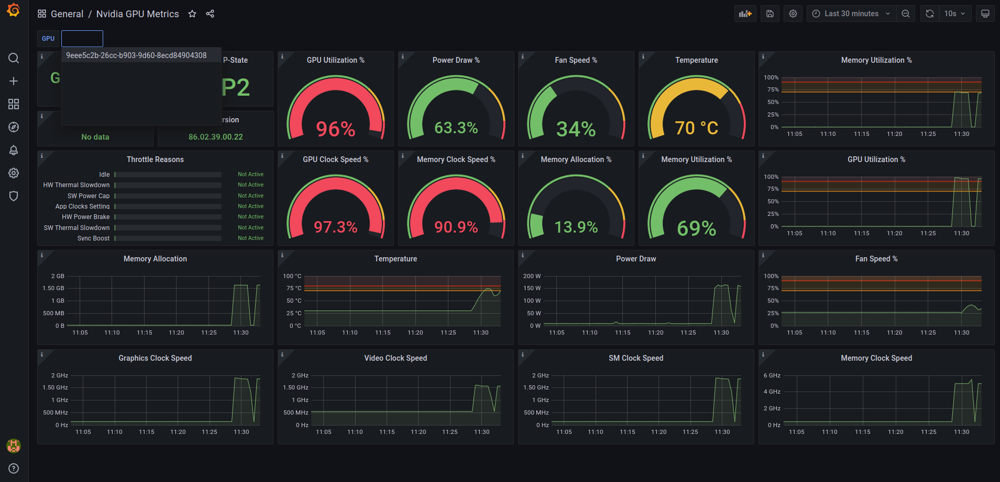 General / Nvidia GPU Metrics
Last 30 minutes
10s
GPU
9eee5c2b-26cc-b903-9d60-8ecd84904308
G
P-State
P2
No data
rsion
86.02.39.00.22
GPU Utilization %
96%
Power Draw %
63.3%
Fan Speed %
34%
Temperature
70 °C
Memory Utilization %
100%
75%
50%
25%
0%
11:05 11:10 11:15 11:20 11:25 11:30
Throttle Reasons
Idle Not Active
HW Thermal Slowdown Not Active
SW Power Cap Not Active
App Clocks Setting Not Active
HW Power Brake Not Active
SW Thermal Slowdown Not Active
Sync Boost Not Active
GPU Clock Speed %
97.3%
Memory Clock Speed %
90.9%
Memory Allocation %
13.9%
Memory Utilization %
69%
GPU Utilization %
100%
75%
50%
25%
0%
11:05 11:10 11:15 11:20 11:25 11:30
Memory Allocation
2 GB
1.50 GB
1 GB
500 MB
0 B
11:05 11:10 11:15 11:20 11:25 11:30
Temperature
100 °C
75 °C
50 °C
25 °C
0 °C
11:05 11:10 11:15 11:20 11:25 11:30
Power Draw
200 W
150 W
100 W
50 W
0 W
11:05 11:10 11:15 11:20 11:25 11:30
Fan Speed %
100%
75%
50%
25%
0%
11:05 11:10 11:15 11:20 11:25 11:30
Graphics Clock Speed
2 GHz
1.50 GHz
1 GHz
500 MHz
0 Hz
11:05 11:10 11:15 11:20 11:25 11:30
Video Clock Speed
2 GHz
1.50 GHz
1 GHz
500 MHz
0 Hz
11:05 11:10 11:15 11:20 11:25 11:30
SM Clock Speed
2 GHz
1.50 GHz
1 GHz
500 MHz
0 Hz
11:05 11:10 11:15 11:20 11:25 11:30
Memory Clock Speed
6 GHz
4 GHz
2 GHz
0 Hz
11:05 11:10 11:15 11:20 11:25 11:30